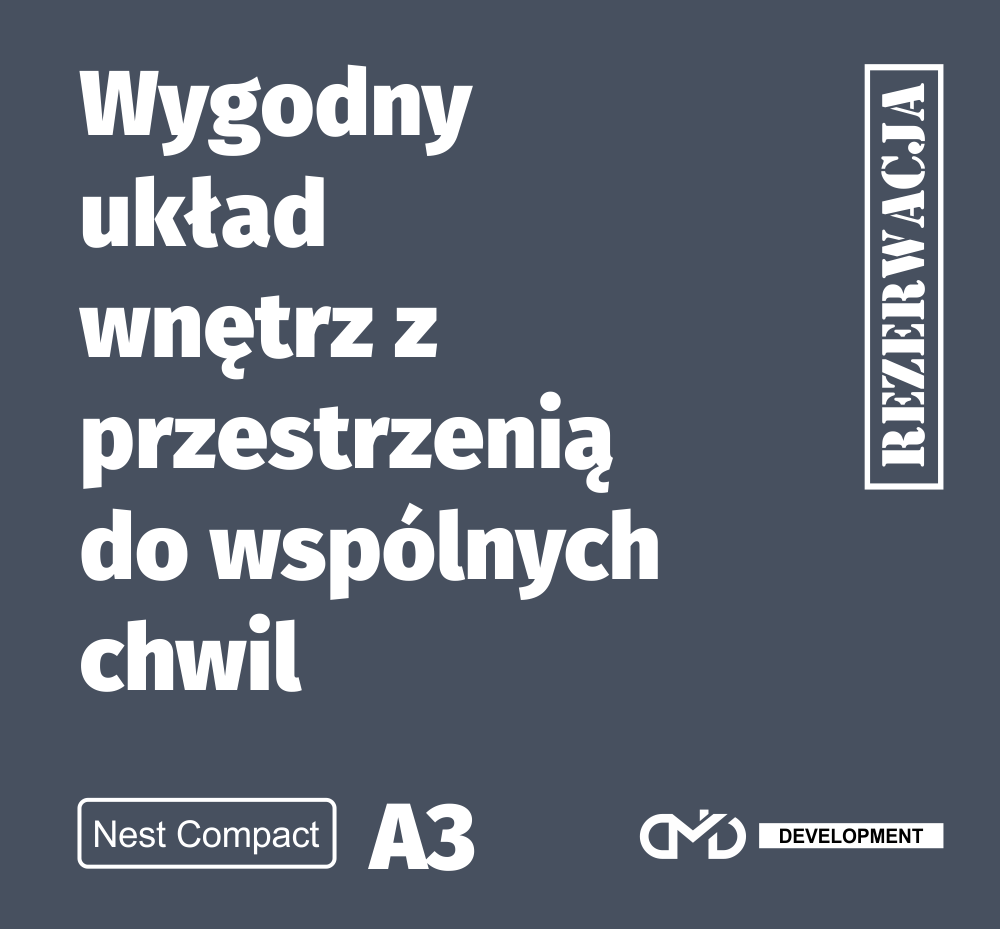 Wygodny
układ
wnętrz z
przestrzenią
do wspólnych
chwil
REZERWACJA
Nest Compact
A3
DEVELOPMENT